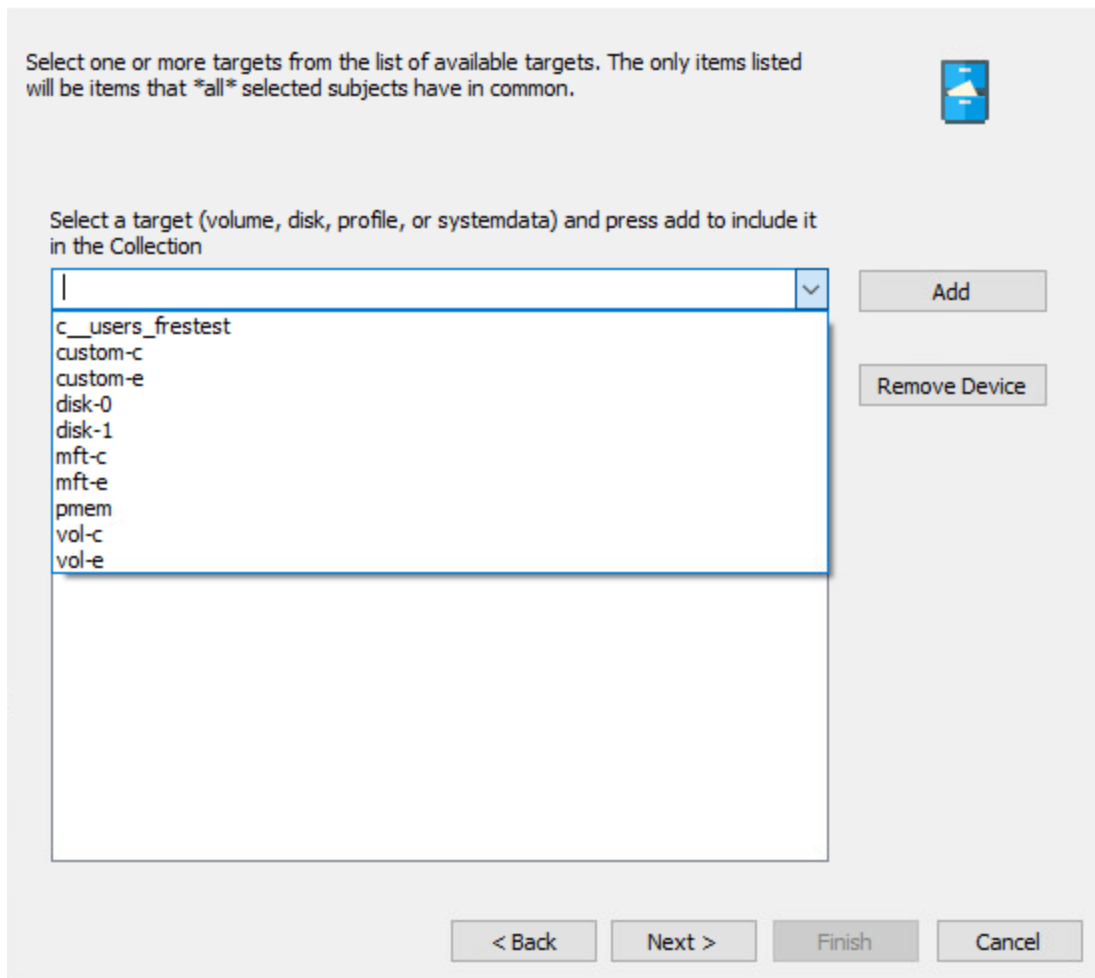 Select one or more targets from the list of available targets. The only items listed
will be items that *all* selected subjects have in common.
Select a target (volume, disk, profile, or systemdata) and press add to include it
in the Collection
Add
c__users_frestest
custom-c
custom-e
disk-0
Remove Device
disk-1
mft-c
mft-e
pmem
vol-c
vol-e
< Back
Next >
Finish
Cancel